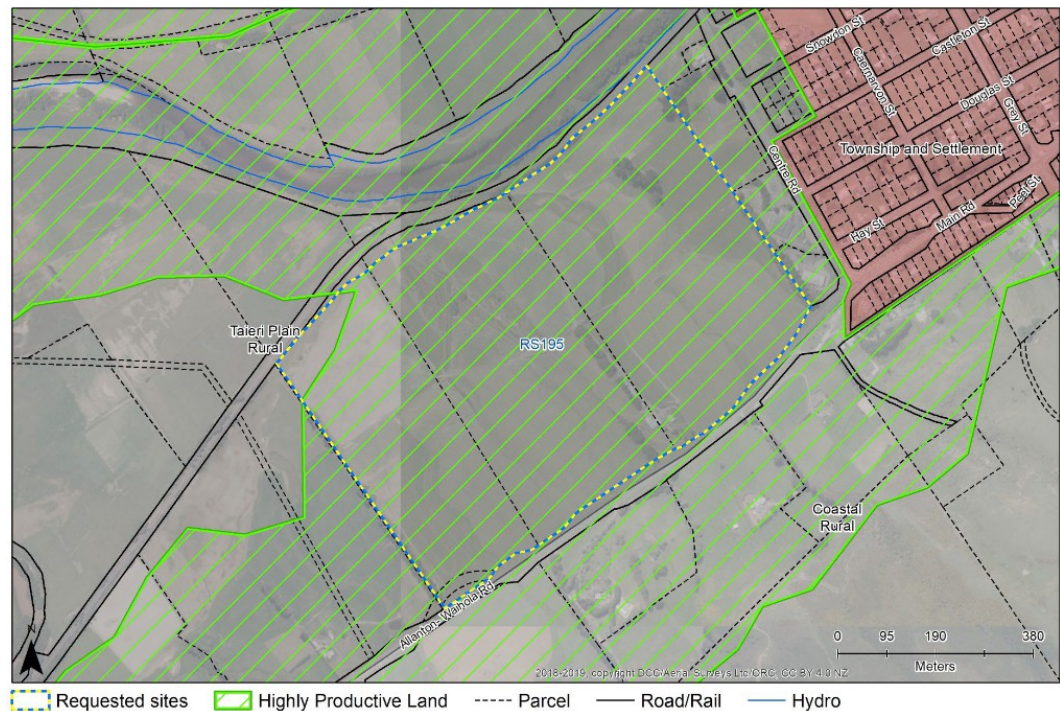 Snowdon St
Castleton St
Caernarvon St
Douglas St
Grey St
Township and Settlement
Centre Rd
Peel St
Main Rd
Hay St
Taieri Plain
Rural
RS195
Coastal
Rural
Allanton- Waihola Rd
N
0 95 190 380
Meters
2018-2019, copyright DCC/Aerial Surveys Ltd/ORC, CC BY 4.0 NZ
Requested sites Highly Productive Land Parcel Road/Rail Hydro